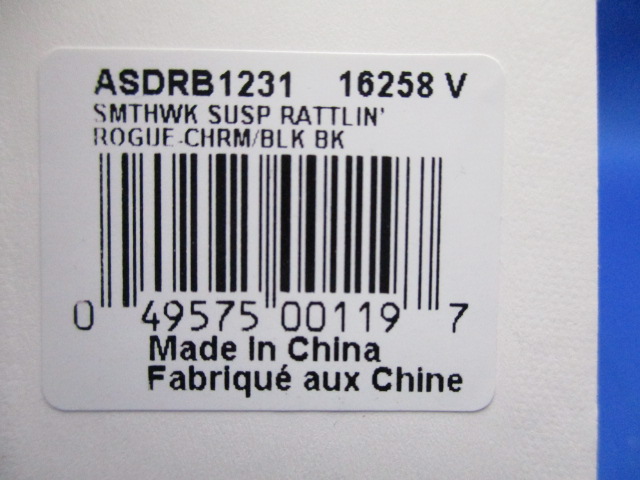 ASDRB1231 16258 V
SMTHWK SUSP RATTLIN'
ROGUE-CHRM/BLK BK
0 49575 00119 7
Made in China
Fabriqué aux Chine